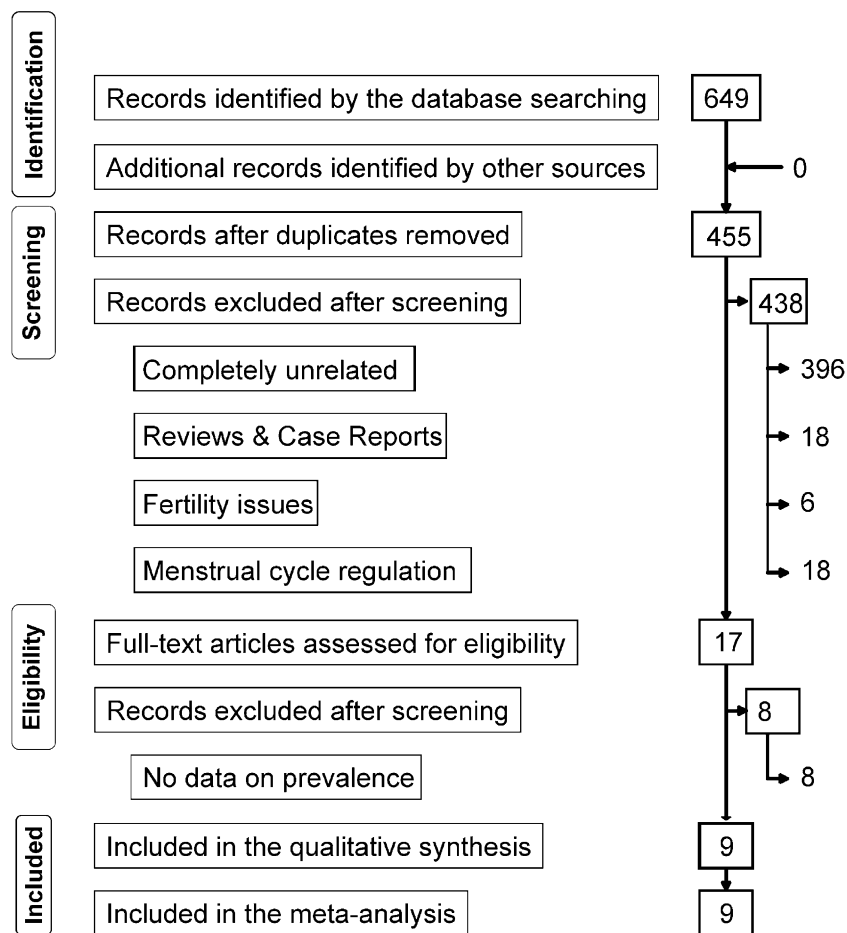 Identification
Records identified by the database searching 649
Additional records identified by other sources 0
Screening
Records after duplicates removed 455
Records excluded after screening 438
Completely unrelated 396
Reviews & Case Reports 18
Fertility issues 6
Menstrual cycle regulation 18
Eligibility
Full-text articles assessed for eligibility 17
Records excluded after screening 8
No data on prevalence 8
Included
Included in the qualitative synthesis 9
Included in the meta-analysis 9